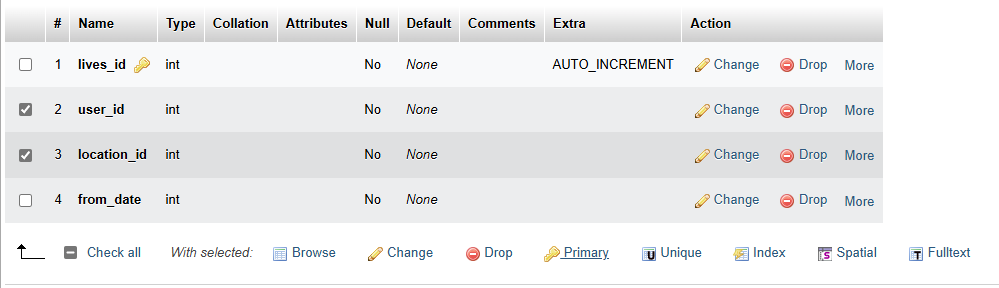 # Name Type Collation Attributes Null Default Comments Extra Action
1 lives_id int No None AUTO_INCREMENT Change Drop More
2 user_id int No None Change Drop More
3 location_id int No None Change Drop More
4 from_date int No None Change Drop More
Check all With selected: Browse Change Drop Primary Unique Index Spatial Fulltext